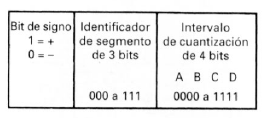 Bit de signo
1 = +
0 = −
Identificador
de segmento
de 3 bits
000 a 111
Intervalo
de cuantización
de 4 bits
A B C D
0000 a 1111